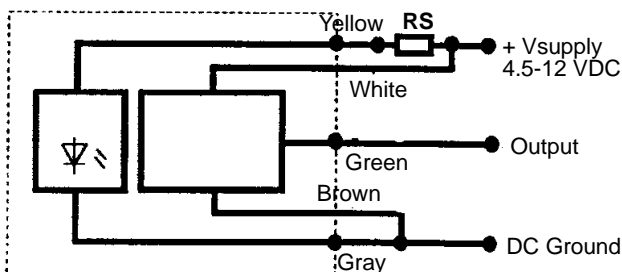 Yellow
RS
+ Vsupply
4.5-12 VDC
White
Output
Green
Brown
DC Ground
Gray